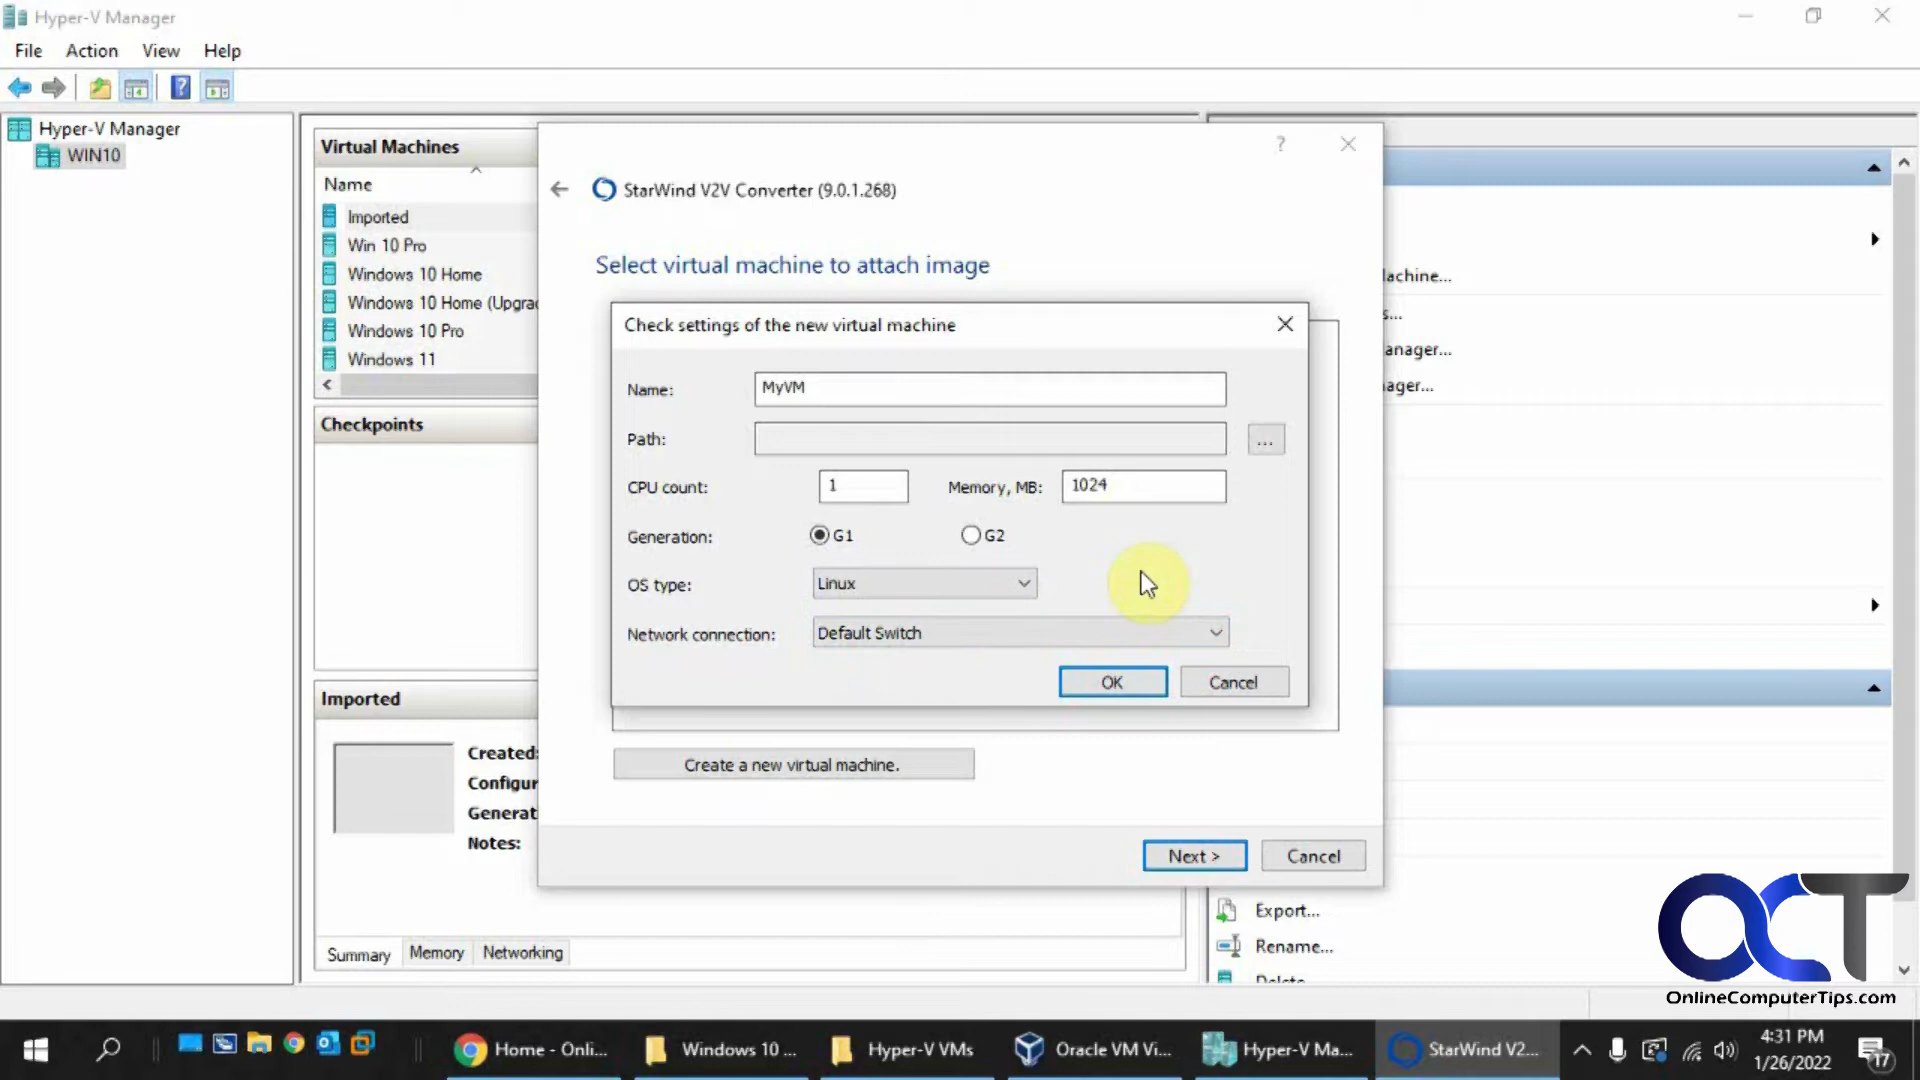 Hyper-V Manager
File Action View Help
Hyper-V Manager
WIN10
Virtual Machines
Name
Imported
Win 10 Pro
Windows 10 Home
Windows 10 Home (Upgra
Windows 10 Pro
Windows 11
Checkpoints
Imported
Created:
Configur
Generat
Notes:
Summary Memory Networking
StarWind V2V Converter (9.0.1.268)
Select virtual machine to attach image
Check settings of the new virtual machine
Name: MyVM
Path: ...
CPU count: 1 Memory, MB: 1024
Generation: G1 G2
OS type: Linux
Network connection: Default Switch
OK Cancel
Create a new virtual machine.
Next > Cancel
achine...
s...
anager...
ager...
Export...
Rename...
Delete
OCT
OnlineComputerTips.com
Home - Onli...
Windows 10 ...
Hyper-V VMs
Oracle VM Vi...
Hyper-V Ma...
StarWind V2...
4:31 PM
1/26/2022
17